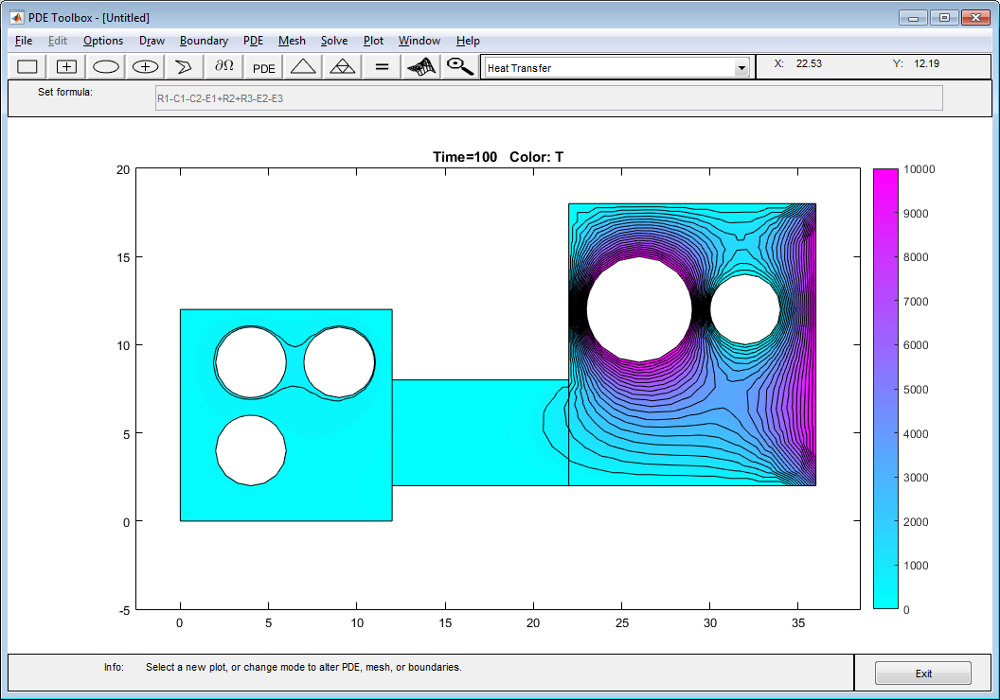 PDE Toolbox - [Untitled]
File Edit Options Draw Boundary PDE Mesh Solve Plot Window Help
∂Ω PDE = Heat Transfer X: 22.53 Y: 12.19
Set formula: R1-C1-C2-E1+R2+R3-E2-E3
Time=100 Color: T
20
15
10
5
0
-5
0 5 10 15 20 25 30 35
10000
9000
8000
7000
6000
5000
4000
3000
2000
1000
0
Info: Select a new plot, or change mode to alter PDE, mesh, or boundaries.
Exit